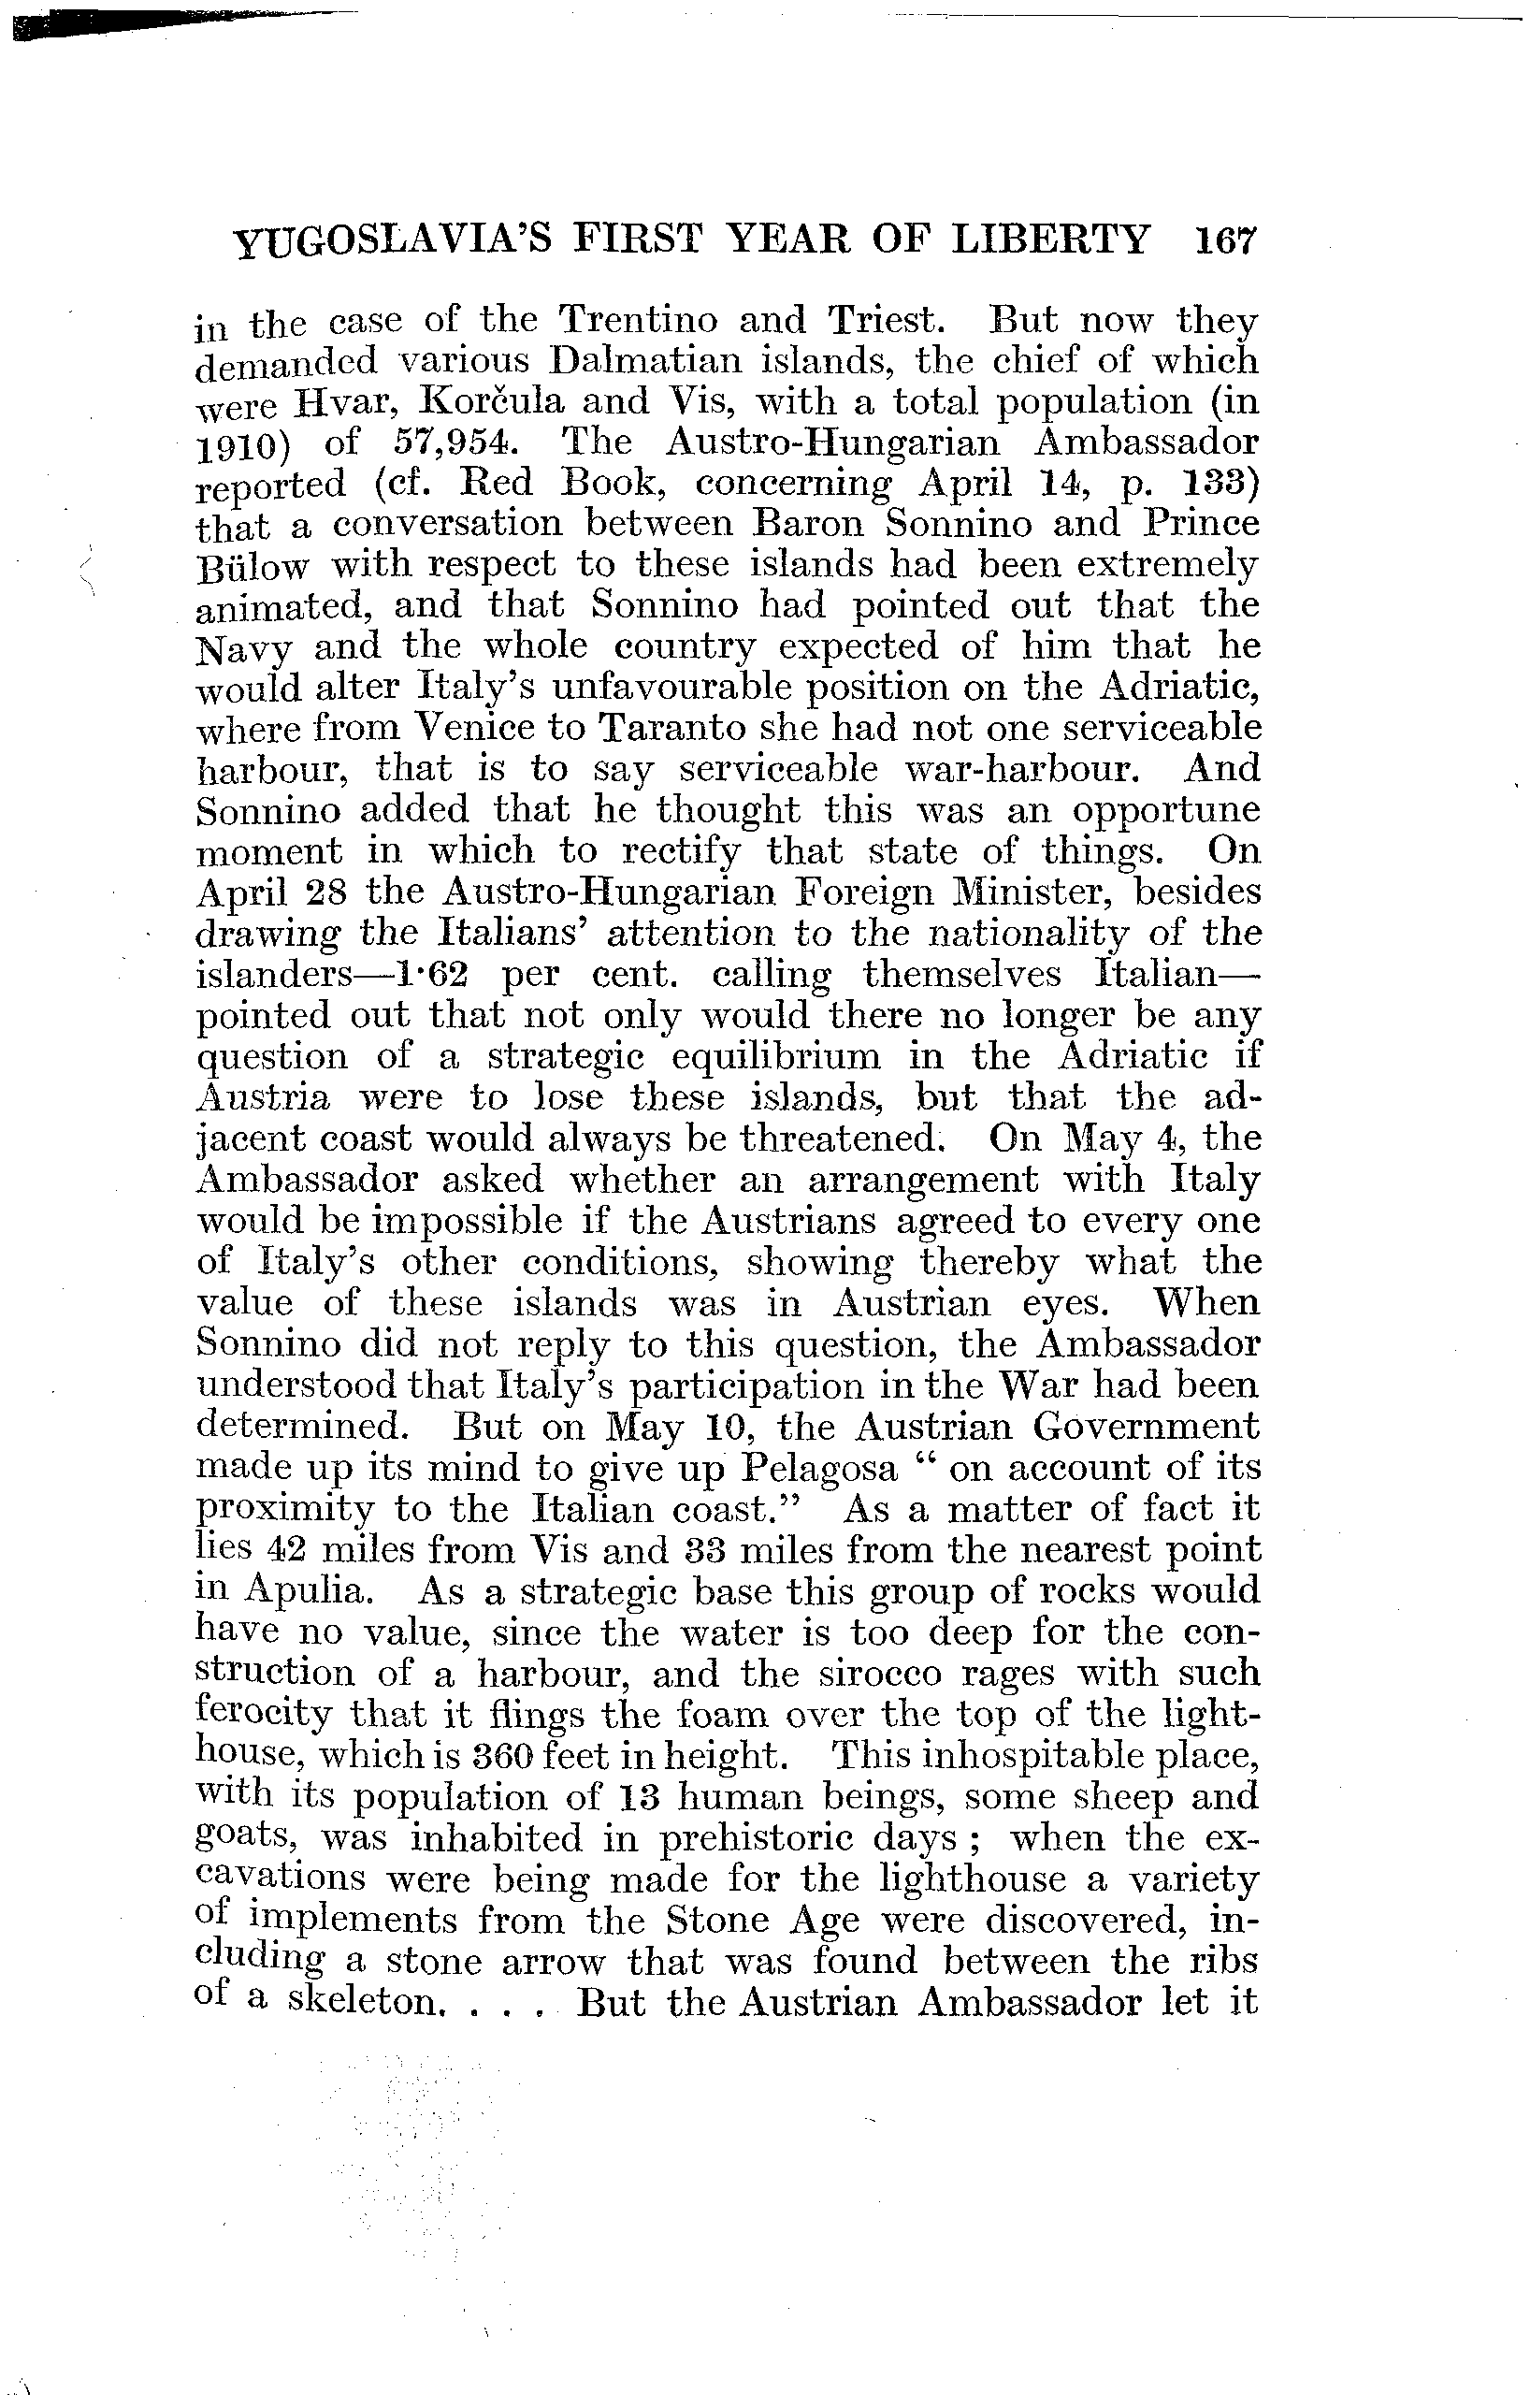 YUGOSLAVIA'S FIRST YEAR OF LIBERTY 167
in the case of the Trentino and Triest. But now they
demanded various Dalmatian islands, the chief of which
were Hvar, Korčula and Vis, with a total population (in
1910) of 57,954. The Austro-Hungarian Ambassador
reported (cf. Red Book, concerning April 14, p. 133)
that a conversation between Baron Sonnino and Prince
Bülow with respect to these islands had been extremely
animated, and that Sonnino had pointed out that the
Navy and the whole country expected of him that he
would alter Italy's unfavourable position on the Adriatic,
where from Venice to Taranto she had not one serviceable
harbour, that is to say serviceable war-harbour. And
Sonnino added that he thought this was an opportune
moment in which to rectify that state of things. On
April 28 the Austro-Hungarian Foreign Minister, besides
drawing the Italians' attention to the nationality of the
islanders—1·62 per cent. calling themselves Italian—
pointed out that not only would there no longer be any
question of a strategic equilibrium in the Adriatic if
Austria were to lose these islands, but that the ad-
jacent coast would always be threatened. On May 4, the
Ambassador asked whether an arrangement with Italy
would be impossible if the Austrians agreed to every one
of Italy's other conditions, showing thereby what the
value of these islands was in Austrian eyes. When
Sonnino did not reply to this question, the Ambassador
understood that Italy's participation in the War had been
determined. But on May 10, the Austrian Government
made up its mind to give up Pelagosa " on account of its
proximity to the Italian coast." As a matter of fact it
lies 42 miles from Vis and 33 miles from the nearest point
in Apulia. As a strategic base this group of rocks would
have no value, since the water is too deep for the con-
struction of a harbour, and the sirocco rages with such
ferocity that it flings the foam over the top of the light-
house, which is 360 feet in height. This inhospitable place,
with its population of 13 human beings, some sheep and
goats, was inhabited in prehistoric days ; when the ex-
cavations were being made for the lighthouse a variety
of implements from the Stone Age were discovered, in-
cluding a stone arrow that was found between the ribs
of a skeleton. . . . But the Austrian Ambassador let it